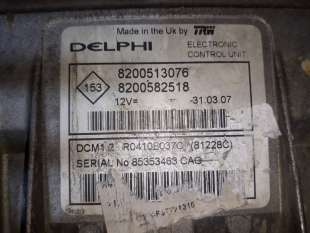 Made in the Uk by TRW
DELPHI
ELECTRONIC
CONTROL UNIT
153
8200513076
8200582518
12V= -31.03.07
DCM1.2 R0410B037C (81228C)
SERIAL No 85353463 CAO